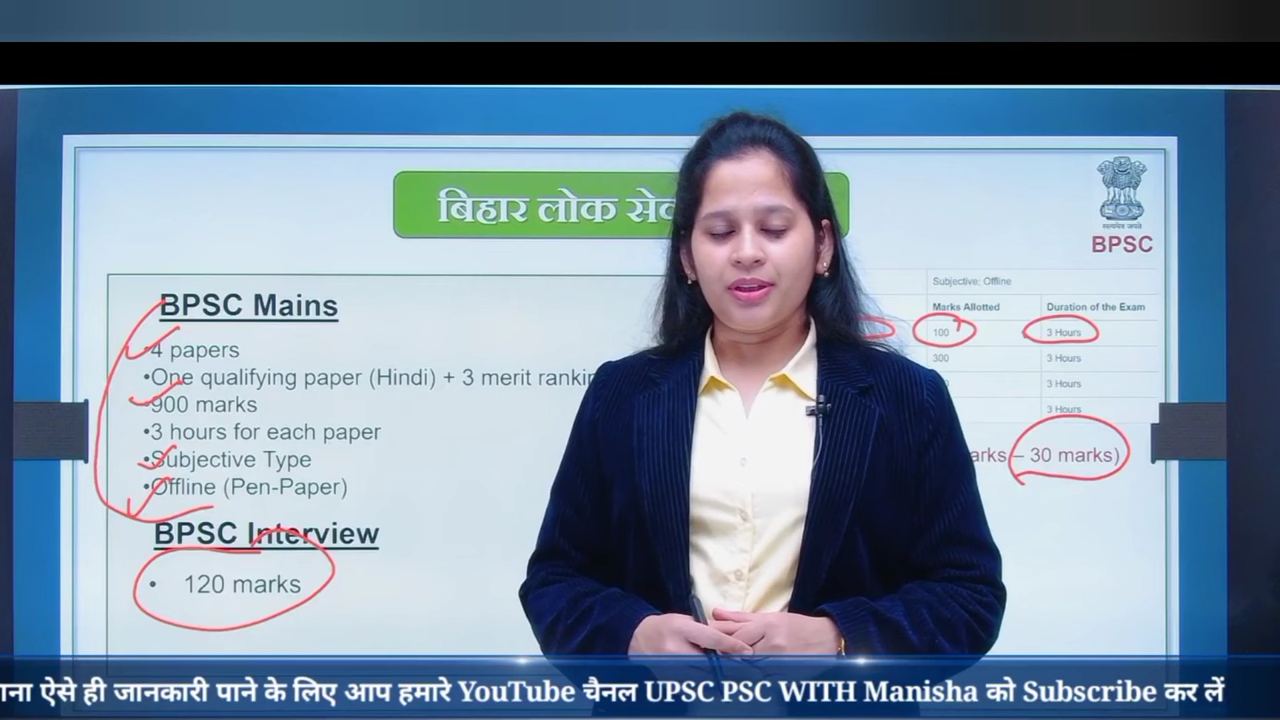 बिहार लोक
सत्यमेव जयते
BPSC
BPSC Mains
•4 papers
•One qualifying paper (Hindi) + 3 merit
•900 marks
•3 hours for each paper
•Subjective Type
•Offline (Pen-Paper)
BPSC Interview
• 120 marks
Subjective; Offline
Marks Allotted Duration of the Exam
100 3 Hours
300 3 Hours
3 Hours
3 Hours
– 30 marks)
ऐसे ही जानकारी पाने के लिए आप हमारे YouTube चैनल UPSC PSC WITH Manisha को Subscribe कर लें